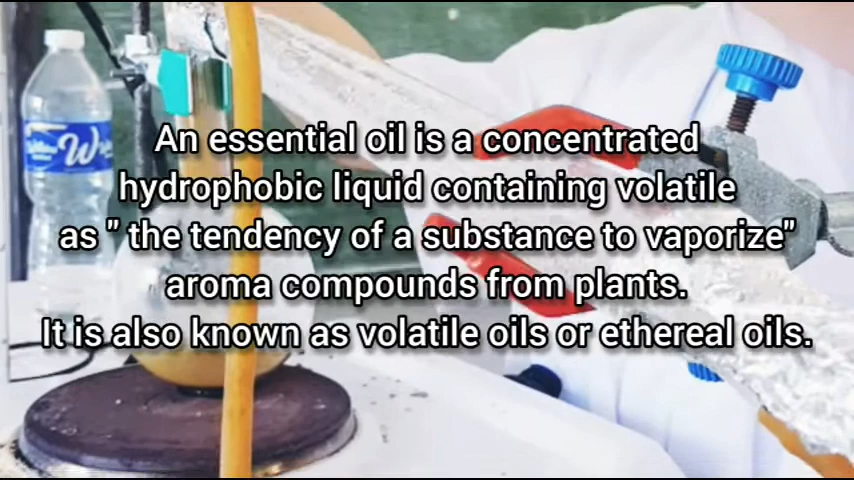 An essential oil is a concentrated
hydrophobic liquid containing volatile
as " the tendency of a substance to vaporize"
aroma compounds from plants.
It is also known as volatile oils or ethereal oils.